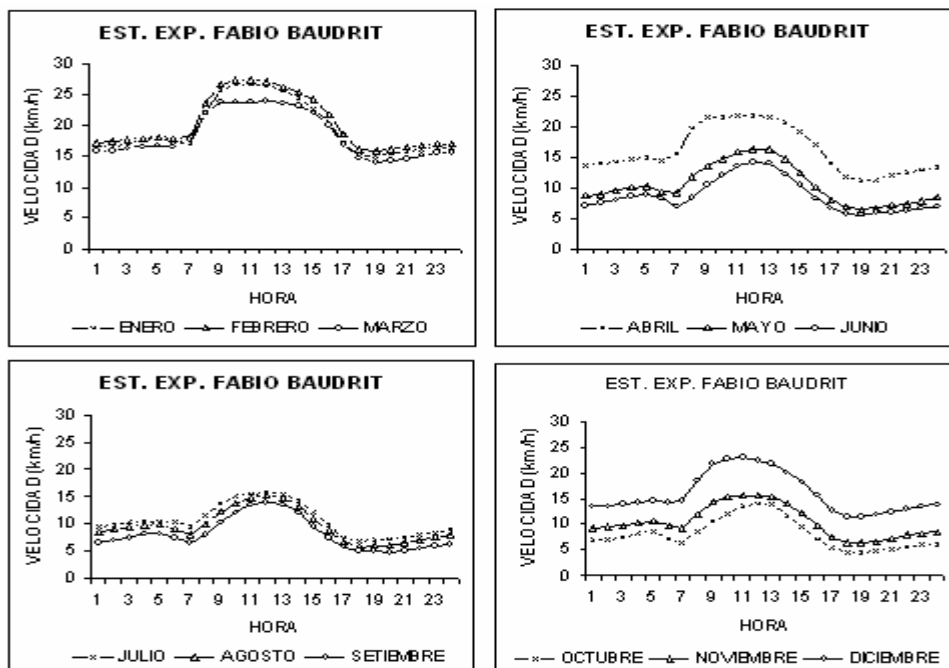 EST. EXP. FABIO BAUDRIT
VELOCIDAD (km/h)
30
25
20
15
10
5
0
1 3 5 7 9 11 13 15 17 19 21 23
HORA
ENERO FEBRERO MARZO
EST. EXP. FABIO BAUDRIT
VELOCIDAD (km/h)
30
25
20
15
10
5
0
1 3 5 7 9 11 13 15 17 19 21 23
HORA
ABRIL MAYO JUNIO
EST. EXP. FABIO BAUDRIT
VELOCIDAD (km/h)
30
25
20
15
10
5
0
1 3 5 7 9 11 13 15 17 19 21 23
HORA
JULIO AGOSTO SETIEMBRE
EST. EXP. FABIO BAUDRIT
VELOCIDAD (km/h)
30
25
20
15
10
5
0
1 3 5 7 9 11 13 15 17 19 21 23
HORA
OCTUBRE NOVIEMBRE DICIEMBRE